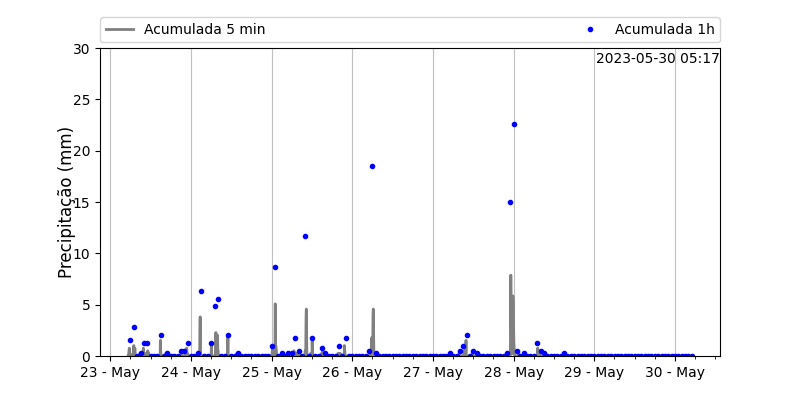 Acumulada 5 min
Acumulada 1h
2023-05-30 05:17
Precipitação (mm)
30
25
20
15
10
5
0
23 - May
24 - May
25 - May
26 - May
27 - May
28 - May
29 - May
30 - May